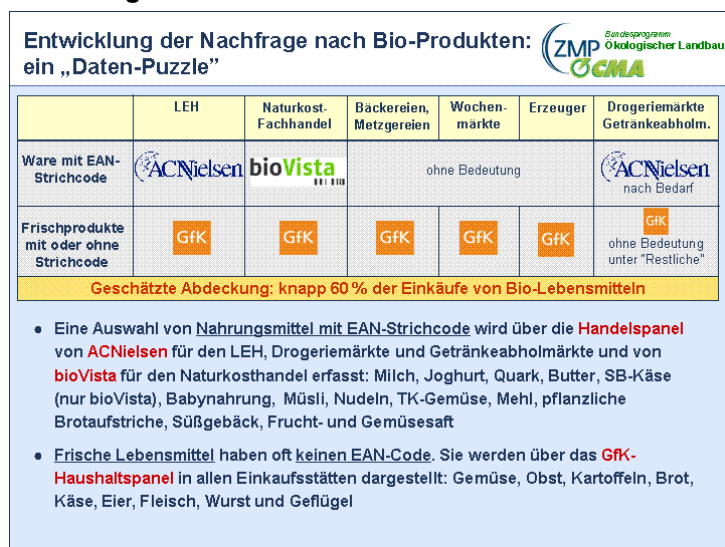 Entwicklung der Nachfrage nach Bio-Produkten:
ein „Daten-Puzzle”
ZMP
CMA
Bundesprogramm
Ökologischer Landbau
LEH
Naturkost-
Fachhandel
Bäckereien,
Metzgereien
Wochen-
märkte
Erzeuger
Drogeriemärkte
Getränkeabholm.
Ware mit EAN-
Strichcode
ACNielsen
bioVista
ohne Bedeutung
ACNielsen
nach Bedarf
Frischprodukte
mit oder ohne
Strichcode
GfK
GfK
GfK
GfK
GfK
GfK
ohne Bedeutung
unter "Restliche"
Geschätzte Abdeckung: knapp 60 % der Einkäufe von Bio-Lebensmitteln
• Eine Auswahl von Nahrungsmittel mit EAN-Strichcode wird über die Handelspanel
von ACNielsen für den LEH, Drogeriemärkte und Getränkeabholmärkte und von
bioVista für den Naturkosthandel erfasst: Milch, Joghurt, Quark, Butter, SB-Käse
(nur bioVista), Babynahrung, Müsli, Nudeln, TK-Gemüse, Mehl, pflanzliche
Brotaufstriche, Süßgebäck, Frucht- und Gemüsesaft
• Frische Lebensmittel haben oft keinen EAN-Code. Sie werden über das GfK-
Haushaltspanel in allen Einkaufsstätten dargestellt: Gemüse, Obst, Kartoffeln, Brot,
Käse, Eier, Fleisch, Wurst und Geflügel